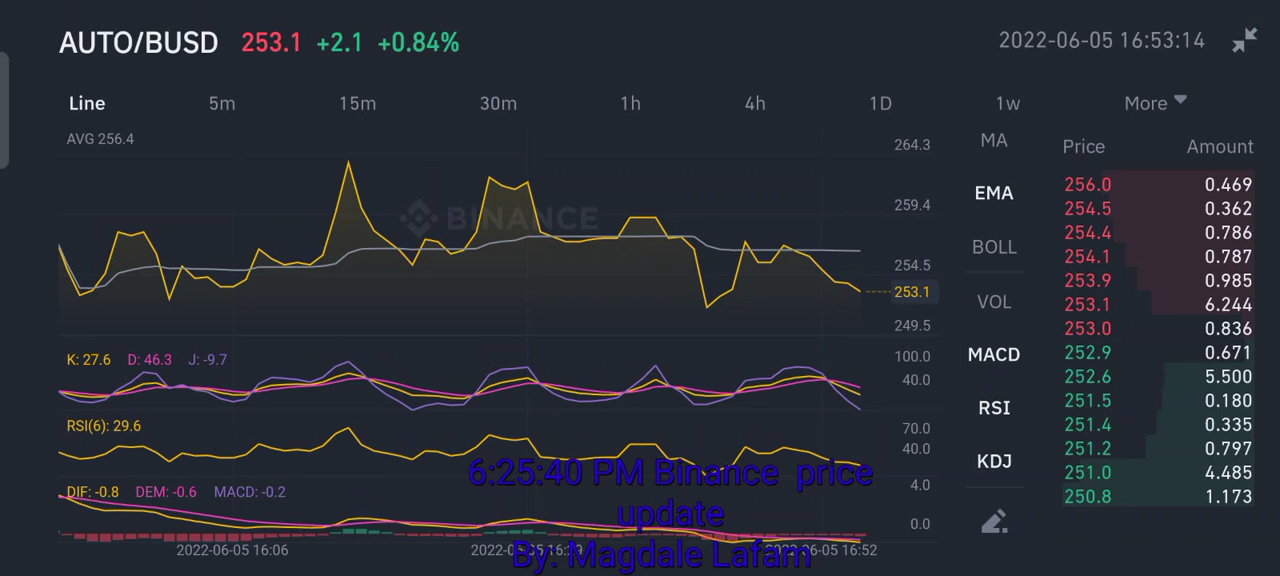 AUTO/BUSD 253.1 +2.1 +0.84% 2022-06-05 16:53:14
Line 5m 15m 30m 1h 4h 1D 1w More
AVG 256.4
264.3
259.4
254.5
253.1
249.5
BINANCE
K: 27.6 D: 46.3 J: -9.7
100.0
40.0
RSI(6): 29.6
70.0
40.0
DIF: -0.8 DEM: -0.6 MACD: -0.2
4.0
0.0
2022-06-05 16:06
2022-06-05 16:52
6:25:40 PM Binance price
update
By: Magdale Lafam
MA
EMA
BOLL
VOL
MACD
RSI
KDJ
Price Amount
256.0 0.469
254.5 0.362
254.4 0.786
254.1 0.787
253.9 0.985
253.1 6.244
253.0 0.836
252.9 0.671
252.6 5.500
251.5 0.180
251.4 0.335
251.2 0.797
251.0 4.485
250.8 1.173